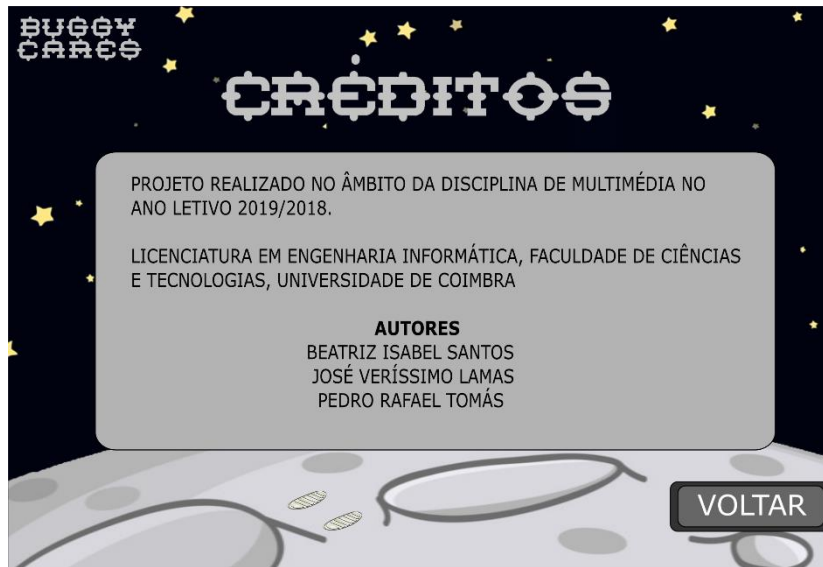 BUGGY
CARES
CRÉDITOS
PROJETO REALIZADO NO ÂMBITO DA DISCIPLINA DE MULTIMÉDIA NO
ANO LETIVO 2019/2018.
LICENCIATURA EM ENGENHARIA INFORMÁTICA, FACULDADE DE CIÊNCIAS
E TECNOLOGIAS, UNIVERSIDADE DE COIMBRA
AUTORES
BEATRIZ ISABEL SANTOS
JOSÉ VERÍSSIMO LAMAS
PEDRO RAFAEL TOMÁS
VOLTAR